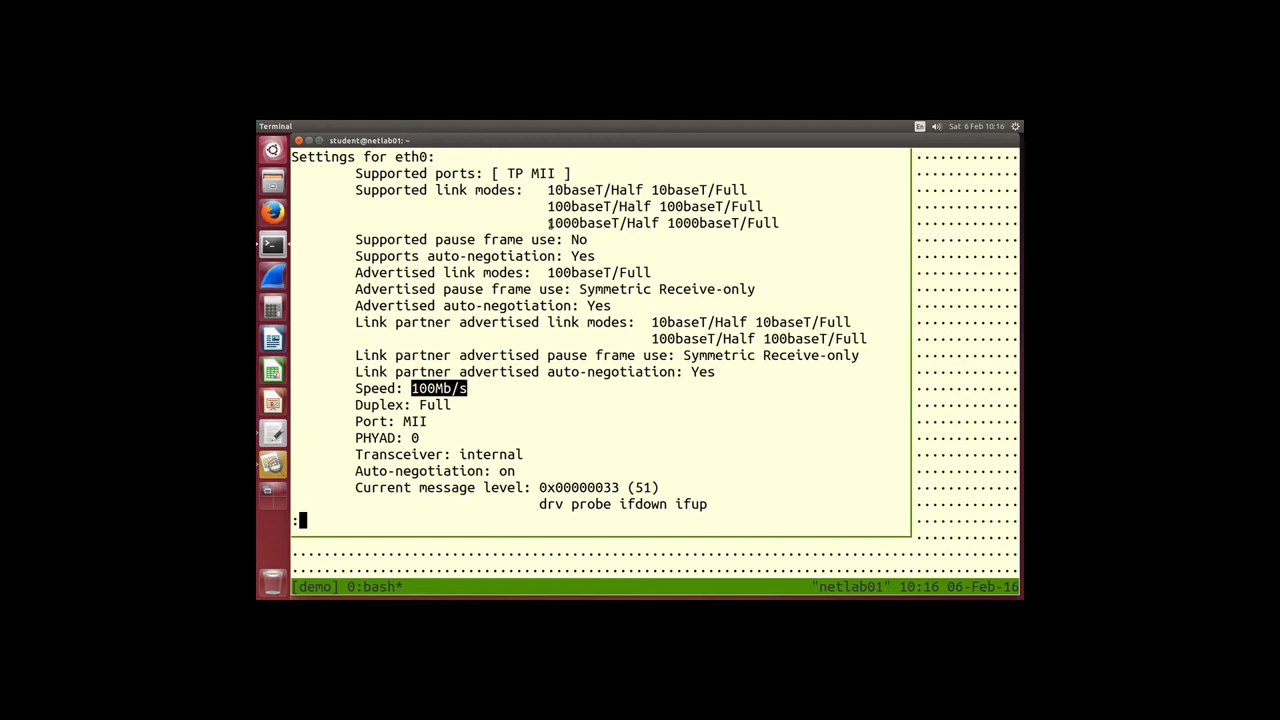 Terminal
En
Sat 6 Feb 10:16
student@netlab01: ~
Settings for eth0:
Supported ports: [ TP MII ]
Supported link modes: 10baseT/Half 10baseT/Full
100baseT/Half 100baseT/Full
1000baseT/Half 1000baseT/Full
Supported pause frame use: No
Supports auto-negotiation: Yes
Advertised link modes: 100baseT/Full
Advertised pause frame use: Symmetric Receive-only
Advertised auto-negotiation: Yes
Link partner advertised link modes: 10baseT/Half 10baseT/Full
100baseT/Half 100baseT/Full
Link partner advertised pause frame use: Symmetric Receive-only
Link partner advertised auto-negotiation: Yes
Speed: 100Mb/s
Duplex: Full
Port: MII
PHYAD: 0
Transceiver: internal
Auto-negotiation: on
Current message level: 0x00000033 (51)
drv probe ifdown ifup
:
[demo] 0:bash* "netlab01" 10:16 06-Feb-16